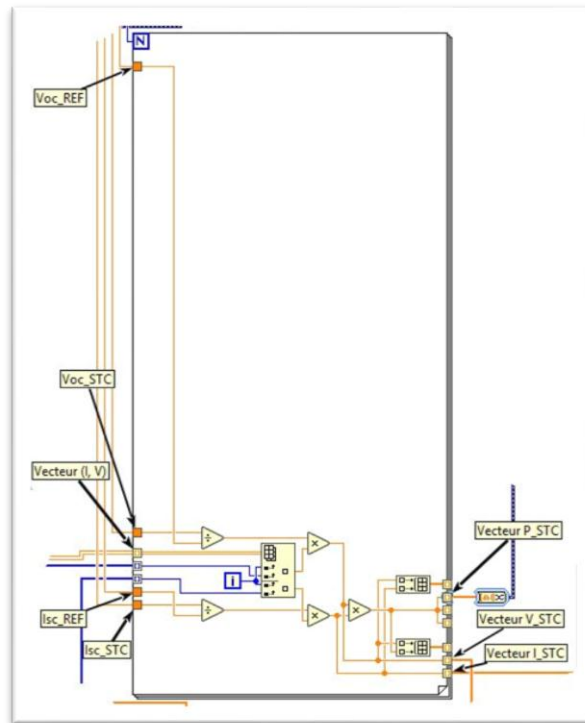 N
Voc_REF
Voc_STC
Vecteur (I, V)
i
Isc_REF
Isc_STC
Vecteur P_STC
Vecteur V_STC
Vecteur I_STC